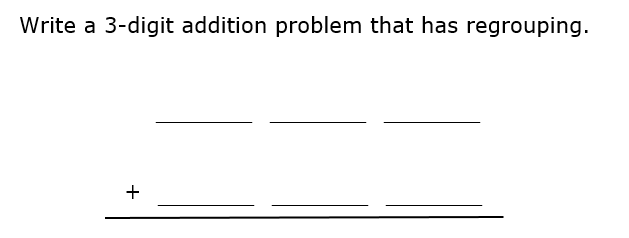 Write a 3-digit addition problem that has regrouping.
+